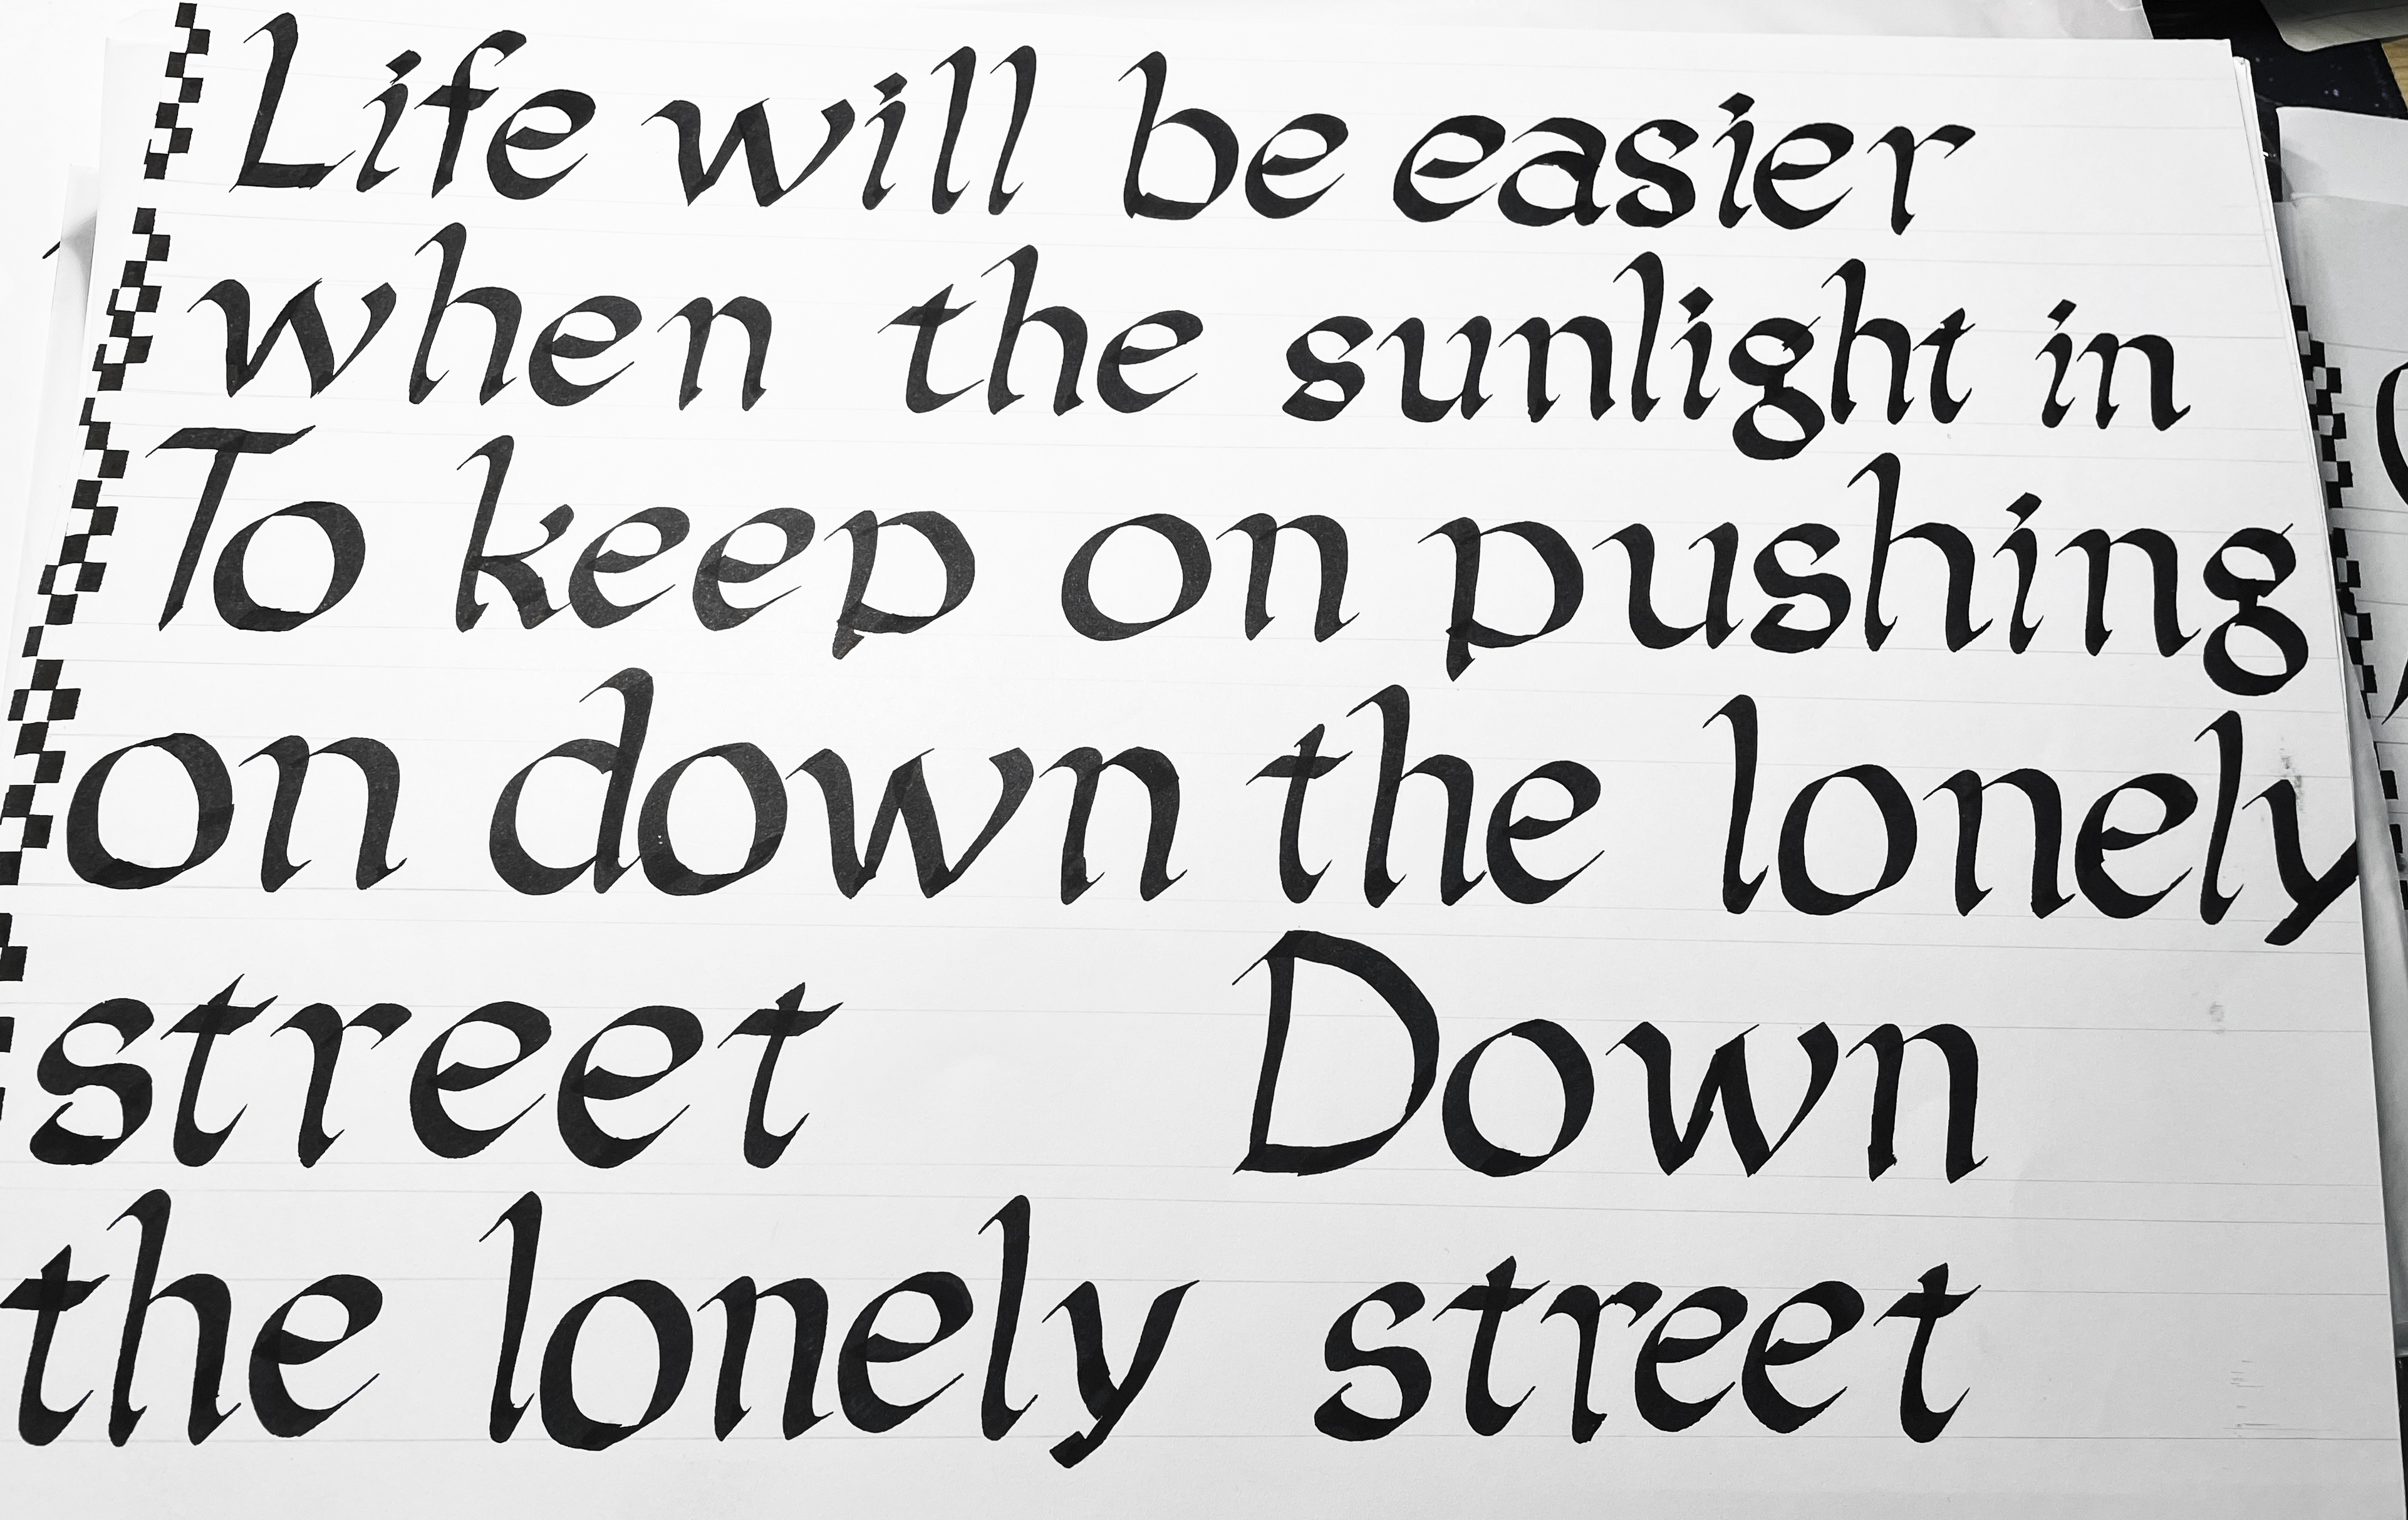 Life will be easier
when the sunlight in
To keep on pushing
on down the lonely
street Down
the lonely street